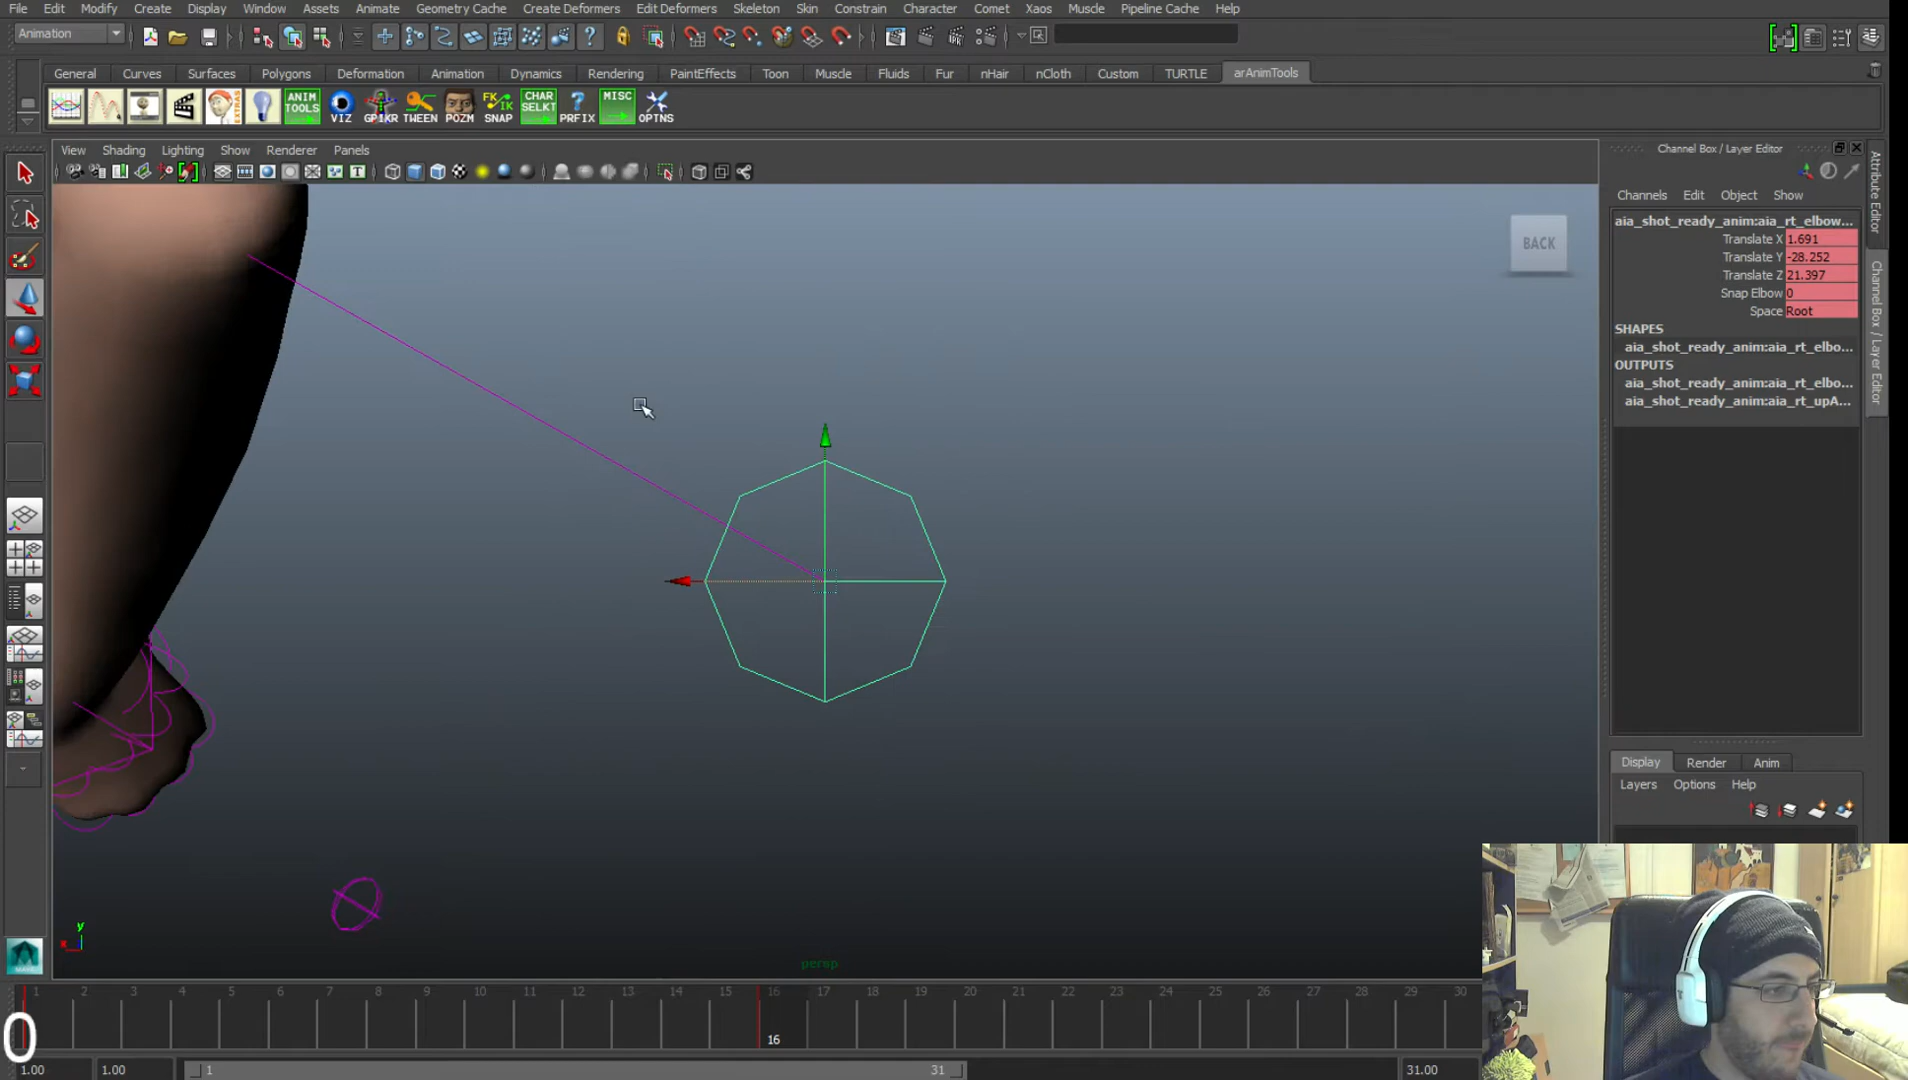 File Edit Modify Create Display Window Assets Animate Geometry Cache Create Deformers Edit Deformers Skeleton Skin Constrain Character Comet Xaos Muscle Pipeline Cache Help
Animation
General Curves Surfaces Polygons Deformation Animation Dynamics Rendering PaintEffects Toon Muscle Fluids Fur nHair nCloth Custom TURTLE arAnimTools
ANIM TOOLS VIZ GPIKR TWEEN POZM FK/IK SNAP CHAR SELKT PRFIX MISC OPTNS
View Shading Lighting Show Renderer Panels
Channel Box / Layer Editor
Channels Edit Object Show
aia_shot_ready_anim:aia_rt_elbow...
Translate X 1.691
Translate Y -28.252
Translate Z 21.397
Snap Elbow 0
Space Root
SHAPES
aia_shot_ready_anim:aia_rt_elbo...
OUTPUTS
aia_shot_ready_anim:aia_rt_elbo...
aia_shot_ready_anim:aia_rt_upA...
Attribute Editor
Channel Box / Layer Editor
BACK
Display Render Anim
Layers Options Help
y
x
persp
1 2 3 4 5 6 7 8 9 10 11 12 13 14 15 16 17 18 19 20 21 22 23 24 25 26 27 28 29 30
0
16
1.00 1.00 1 31 31.00